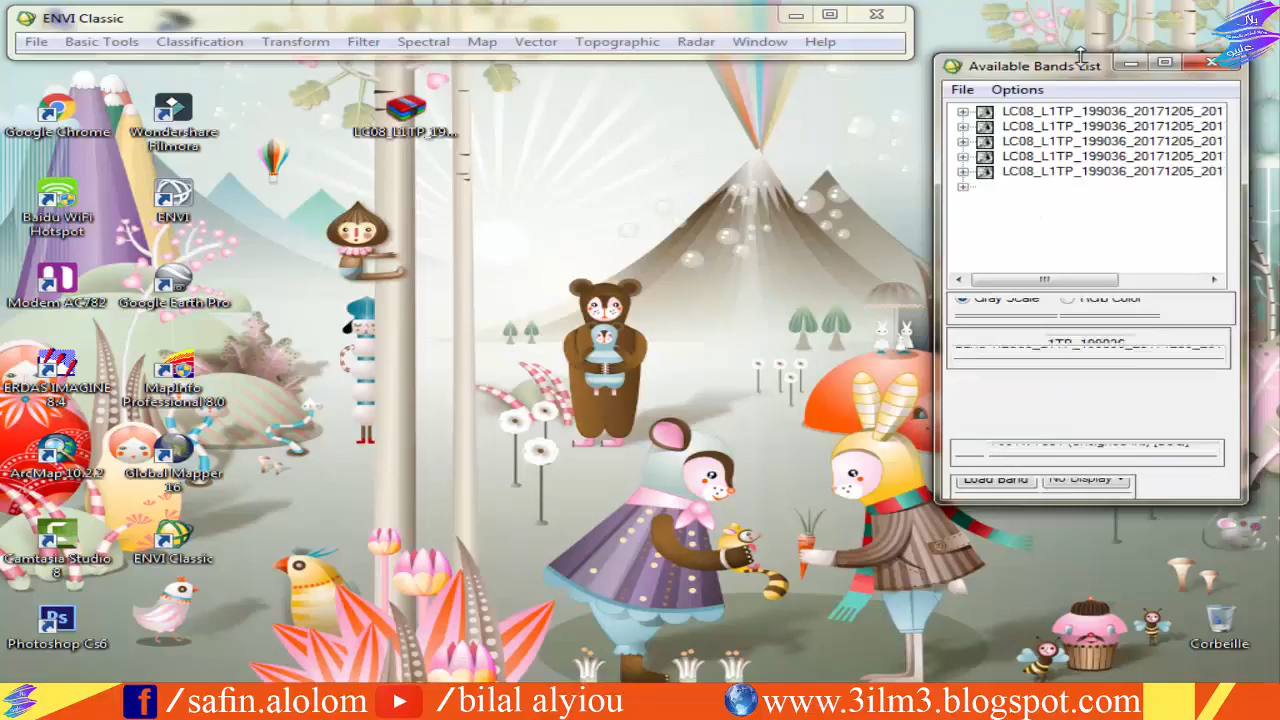 ENVI Classic
File Basic Tools Classification Transform Filter Spectral Map Vector Topographic Radar Window Help
Available Bands List
File Options
LC08_L1TP_199036_20171205_201
LC08_L1TP_199036_20171205_201
LC08_L1TP_199036_20171205_201
LC08_L1TP_199036_20171205_201
LC08_L1TP_199036_20171205_201
Gray Scale RGB Color
Load Band No Display
Google Chrome
Wondershare
Filmora
LC08_L1TP_19...
Baidu WiFi
Hotspot
ENVI
Modem AC782
Google Earth Pro
ERDAS IMAGINE
8.4
MapInfo
Professional 8.0
ArcMap 10.2.2
Global Mapper
16
Camtasia Studio
8
ENVI Classic
Photoshop Cs6
Corbeille
بلال
عليو
f /safin.alolom /bilal alyiou www.3ilm3.blogspot.com